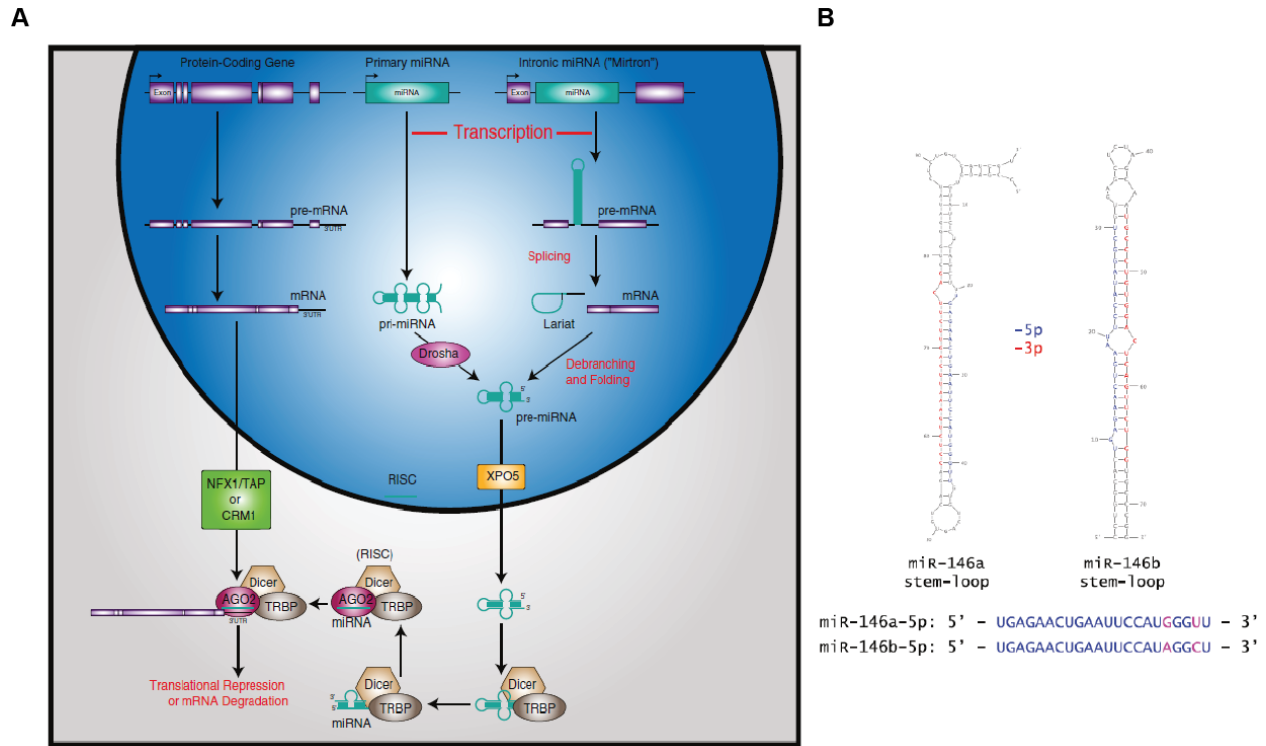 A
B
Protein-Coding Gene
Primary miRNA
Intronic miRNA ("Mirtron")
Exon
miRNA
Exon
miRNA
Transcription
pre-mRNA
3'UTR
pre-mRNA
Splicing
mRNA
3'UTR
pri-miRNA
Lariat
mRNA
Drosha
Debranching
and Folding
5'
3'
pre-miRNA
NFX1/TAP
or
CRM1
RISC
XPO5
(RISC)
Dicer
AGO2
TRBP
3'UTR
Dicer
AGO2
TRBP
miRNA
5'
3'
Translational Repression
or mRNA Degradation
3'
5'
Dicer
TRBP
miRNA
Dicer
TRBP
-5p
-3p
miR-146a
stem-loop
miR-146b
stem-loop
miR-146a-5p: 5' - UGAGAACUGAAUUCCAUGGGUU - 3'
miR-146b-5p: 5' - UGAGAACUGAAUUCCAUAGGCU - 3'